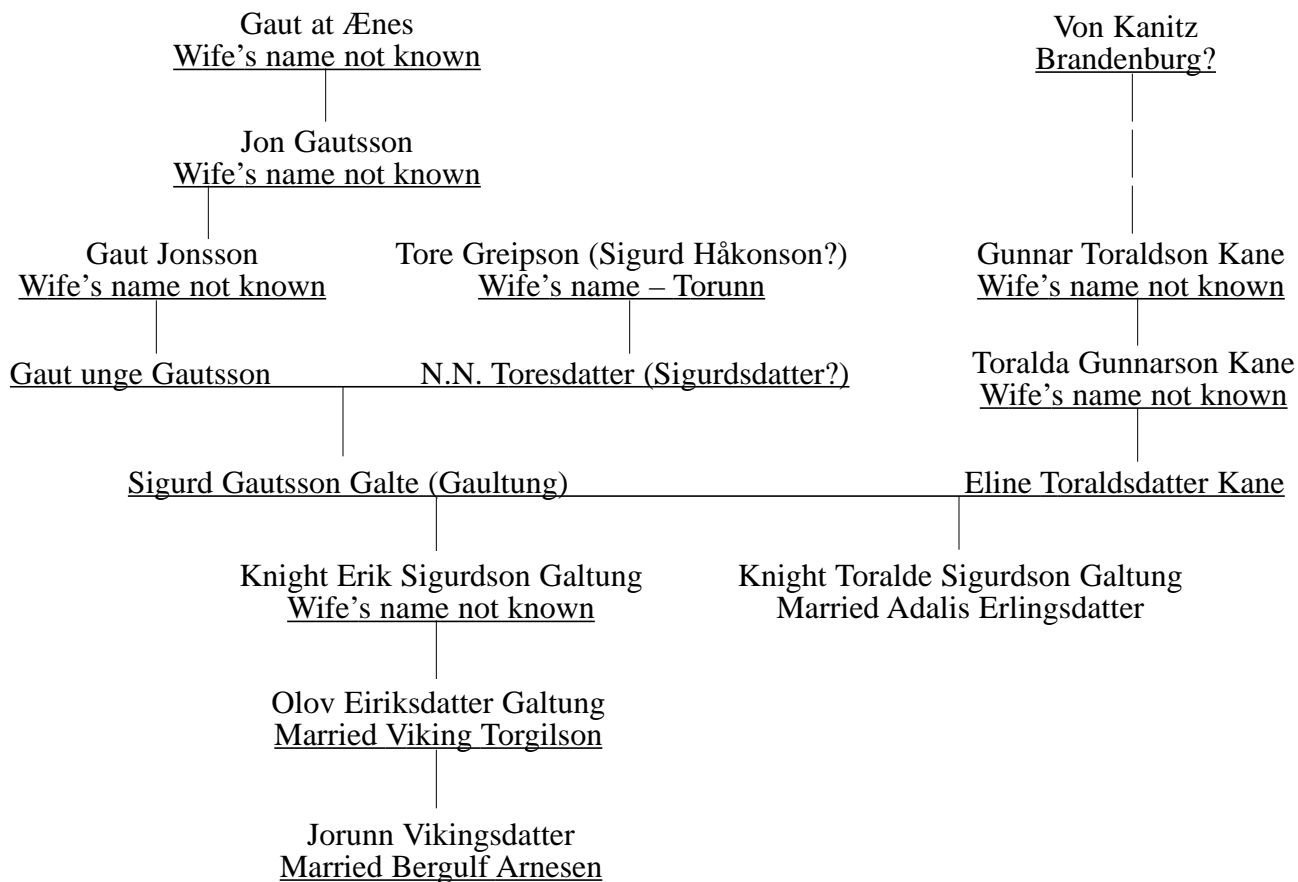 Gaut at Ænes
Wife’s name not known
Von Kanitz
Brandenburg?
Jon Gautsson
Wife’s name not known
Gaut Jonsson
Wife’s name not known
Tore Greipson (Sigurd Håkonson?)
Wife’s name – Torunn
Gunnar Toraldson Kane
Wife’s name not known
Gaut unge Gautsson
N.N. Toresdatter (Sigurdsdatter?)
Toralda Gunnarson Kane
Wife’s name not known
Sigurd Gautsson Galte (Gaultung)
Eline Toraldsdatter Kane
Knight Erik Sigurdson Galtung
Wife’s name not known
Knight Toralde Sigurdson Galtung
Married Adalis Erlingsdatter
Olov Eiriksdatter Galtung
Married Viking Torgilson
Jorunn Vikingsdatter
Married Bergulf Arnesen